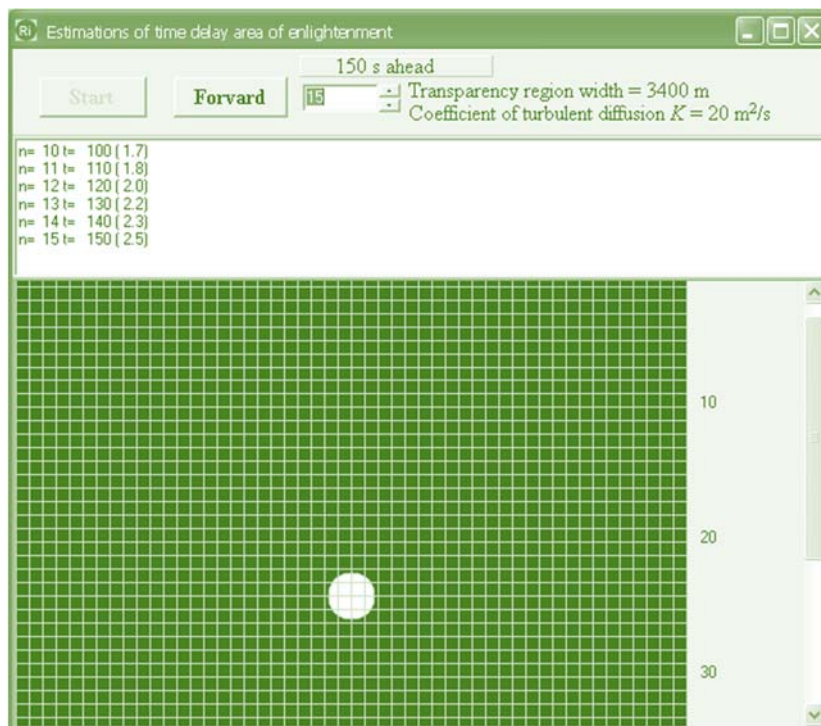 Ri Estimations of time delay area of enlightenment
150 s ahead
Start Forvard 15 Transparency region width = 3400 m
Coefficient of turbulent diffusion K = 20 m²/s
n= 10 t= 100 ( 1.7)
n= 11 t= 110 ( 1.8)
n= 12 t= 120 ( 2.0)
n= 13 t= 130 ( 2.2)
n= 14 t= 140 ( 2.3)
n= 15 t= 150 ( 2.5)
10
20
30